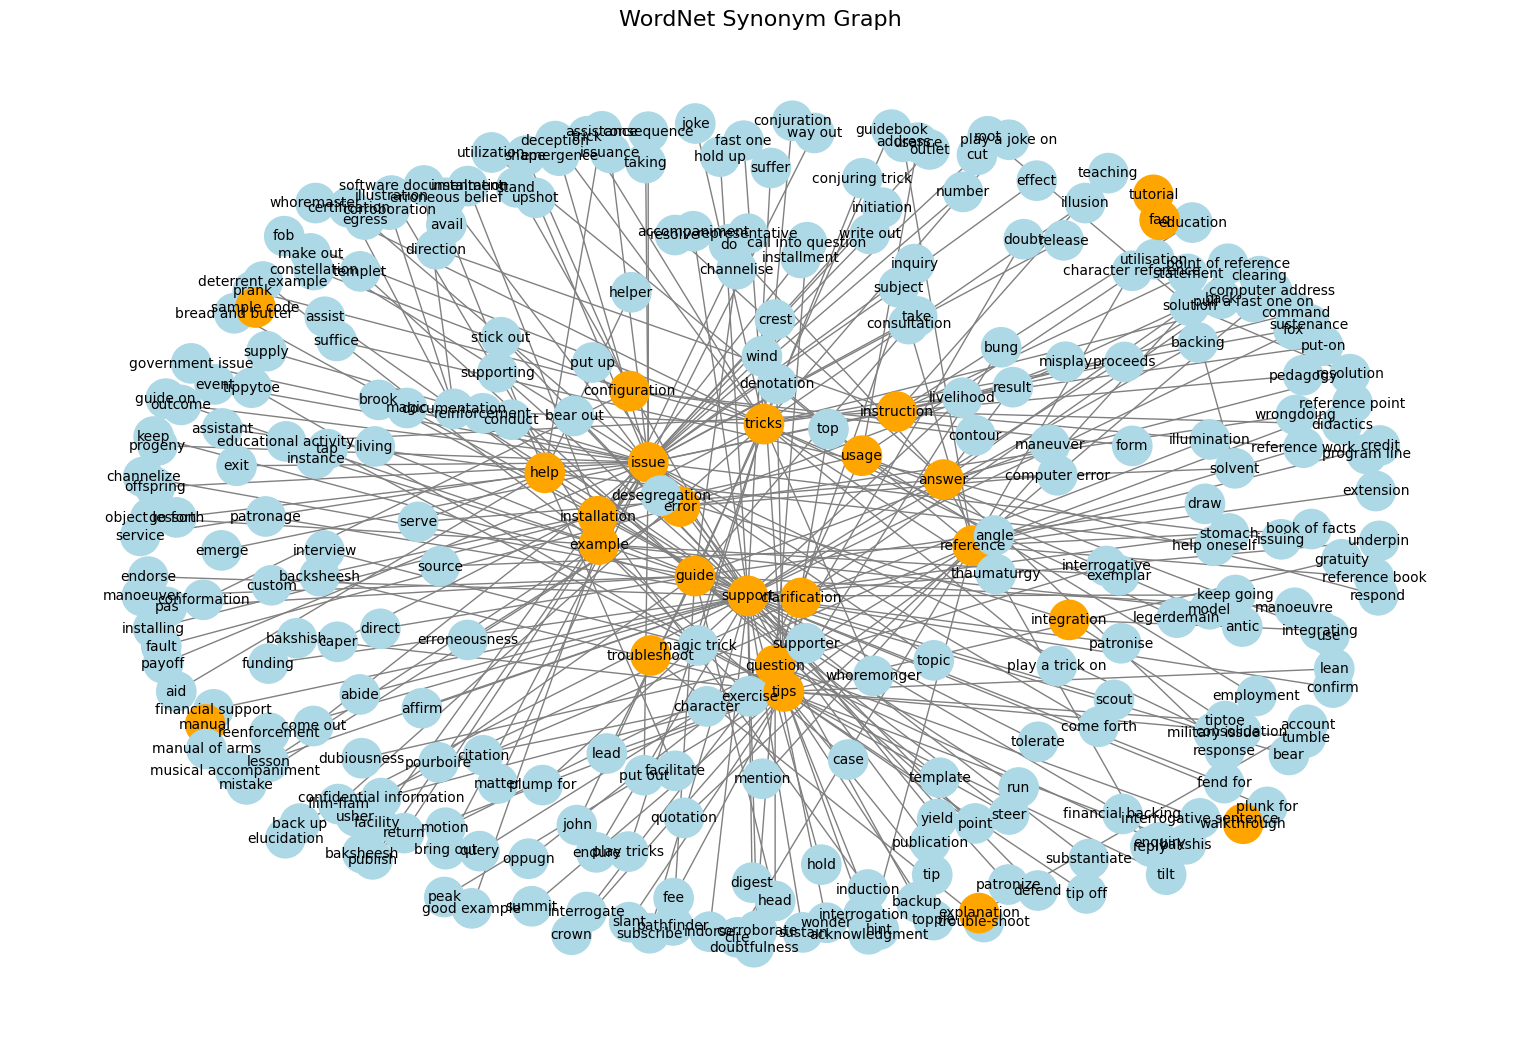 WordNet Synonym Graph
joke
conjuration
way out
fast one
hold up
suffer
assistance
consequence
trick
issuance
taking
deception
emergence
shape
utilization
guidebook
address
usance
outlet
root
play a joke on
cut
number
effect
teaching
illusion
tutorial
faq
education
conjuring trick
initiation
write out
software documentation
instrumentate
illustration
erroneous belief
corroboration
hand
upshot
whoremaster
certification
egress
avail
direction
fob
make out
constellation
templet
deterrent example
prank
sample code
bread and butter
accompaniment
representative
resolve
do
call into question
installment
channelise
inquiry
doubt
release
utilisation
character reference
point of reference
statement
clearing
computer address
hack
pull a fast one on
solution
command
sustenance
fox
put-on
helper
subject
take
consultation
crest
wind
denotation
assist
suffice
supply
stick out
supporting
put up
configuration
bung
misplay
proceeds
backing
government issue
event
tippytoe
guide on
outcome
brook
magic
documentation
reinforcement
conduct
bear out
tricks
top
instruction
livelihood
result
contour
pedagogy
resolution
reference point
wrongdoing
didactics
keep
progeny
assistant
educational activity
tap
instance
living
exit
usage
maneuver
form
illumination
reference work
credit
program line
channelize
offspring
help
issue
answer
computer error
solvent
extension
desegregation
error
object lesson
go forth
service
patronage
serve
installation
draw
stomach
help oneself
issuing
book of facts
underpin
emerge
interview
example
reference
angle
source
custom
backsheesh
guide
support
clarification
thaumaturgy
interrogative
exemplar
gratuity
reference book
respond
endorse
manoeuver
pas
conformation
installing
fault
payoff
bakshish
caper
direct
erroneousness
magic trick
supporter
integration
legerdemain
keep going
model
antic
manoeuvre
integrating
use
patronise
funding
troubleshoot
question
whoremonger
topic
play a trick on
lean
confirm
aid
abide
affirm
character
exercise
tips
scout
employment
financial support
manual
reenforcement
come out
manual of arms
lesson
musical accompaniment
mistake
dubiousness
pourboire
citation
matter
plump for
lead
put out
facilitate
mention
case
template
tolerate
come forth
tiptoe
consolidation
military issue
response
account
tumble
bear
fend for
run
steer
point
yield
publication
confidential information
flim-flam
usher
facility
back up
elucidation
return
motion
bring out
query
baksheesh
publish
john
quotation
endure
play tricks
oppugn
financial backing
plunk for
interrogative sentence
walkthrough
enquiry
reply
bakshis
substantiate
tilt
hold
digest
tip
patronize
defend
tip off
peak
good example
summit
interrogate
crown
fee
slant
pathfinder
subscribe
indorse
head
corroborate
cite
doubtfulness
sustain
wonder
induction
interrogation
hint
acknowledgment
backup
topple
explanation
trouble-shoot